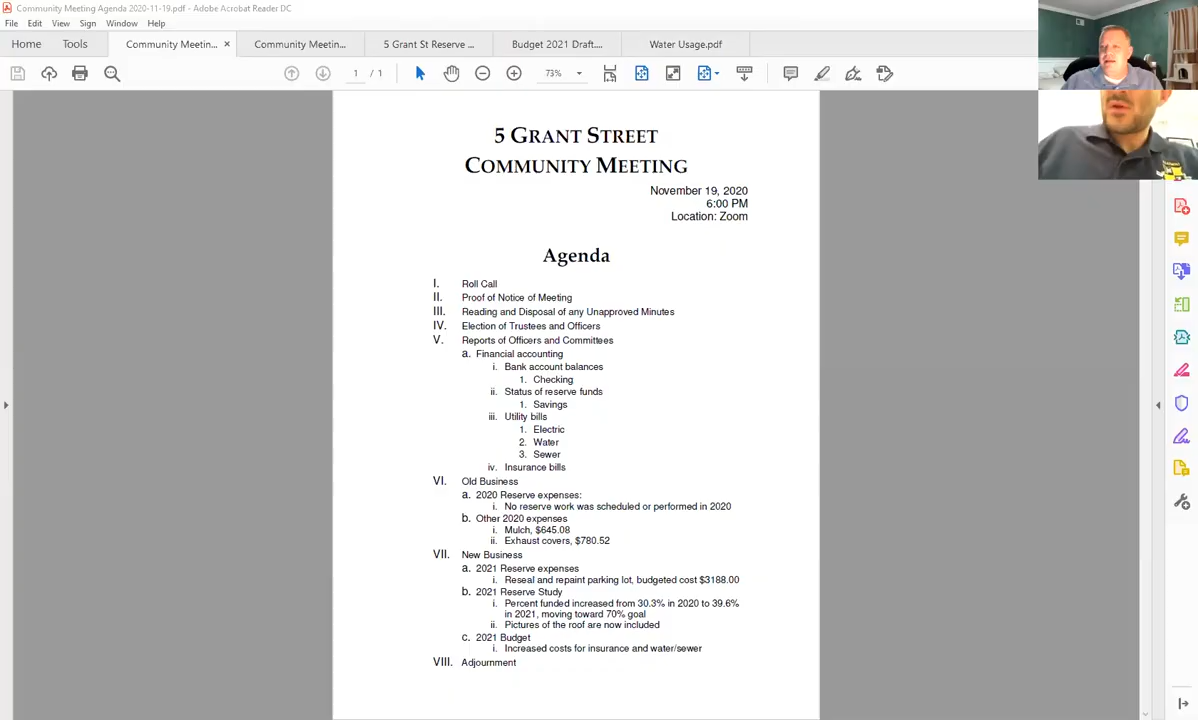 Community Meeting Agenda 2020-11-19.pdf - Adobe Acrobat Reader DC
File Edit View Sign Window Help
Home Tools Community Meetin... × Community Meetin... 5 Grant St Reserve ... Budget 2021 Draft.... Water Usage.pdf
1 / 1 73%
5 GRANT STREET
COMMUNITY MEETING
November 19, 2020
6:00 PM
Location: Zoom
Agenda
I. Roll Call
II. Proof of Notice of Meeting
III. Reading and Disposal of any Unapproved Minutes
IV. Election of Trustees and Officers
V. Reports of Officers and Committees
a. Financial accounting
i. Bank account balances
1. Checking
ii. Status of reserve funds
1. Savings
iii. Utility bills
1. Electric
2. Water
3. Sewer
iv. Insurance bills
VI. Old Business
a. 2020 Reserve expenses:
i. No reserve work was scheduled or performed in 2020
b. Other 2020 expenses
i. Mulch, $645.08
ii. Exhaust covers, $780.52
VII. New Business
a. 2021 Reserve expenses
i. Reseal and repaint parking lot, budgeted cost $3188.00
b. 2021 Reserve Study
i. Percent funded increased from 30.3% in 2020 to 39.6%
in 2021, moving toward 70% goal
ii. Pictures of the roof are now included
c. 2021 Budget
i. Increased costs for insurance and water/sewer
VIII. Adjournment